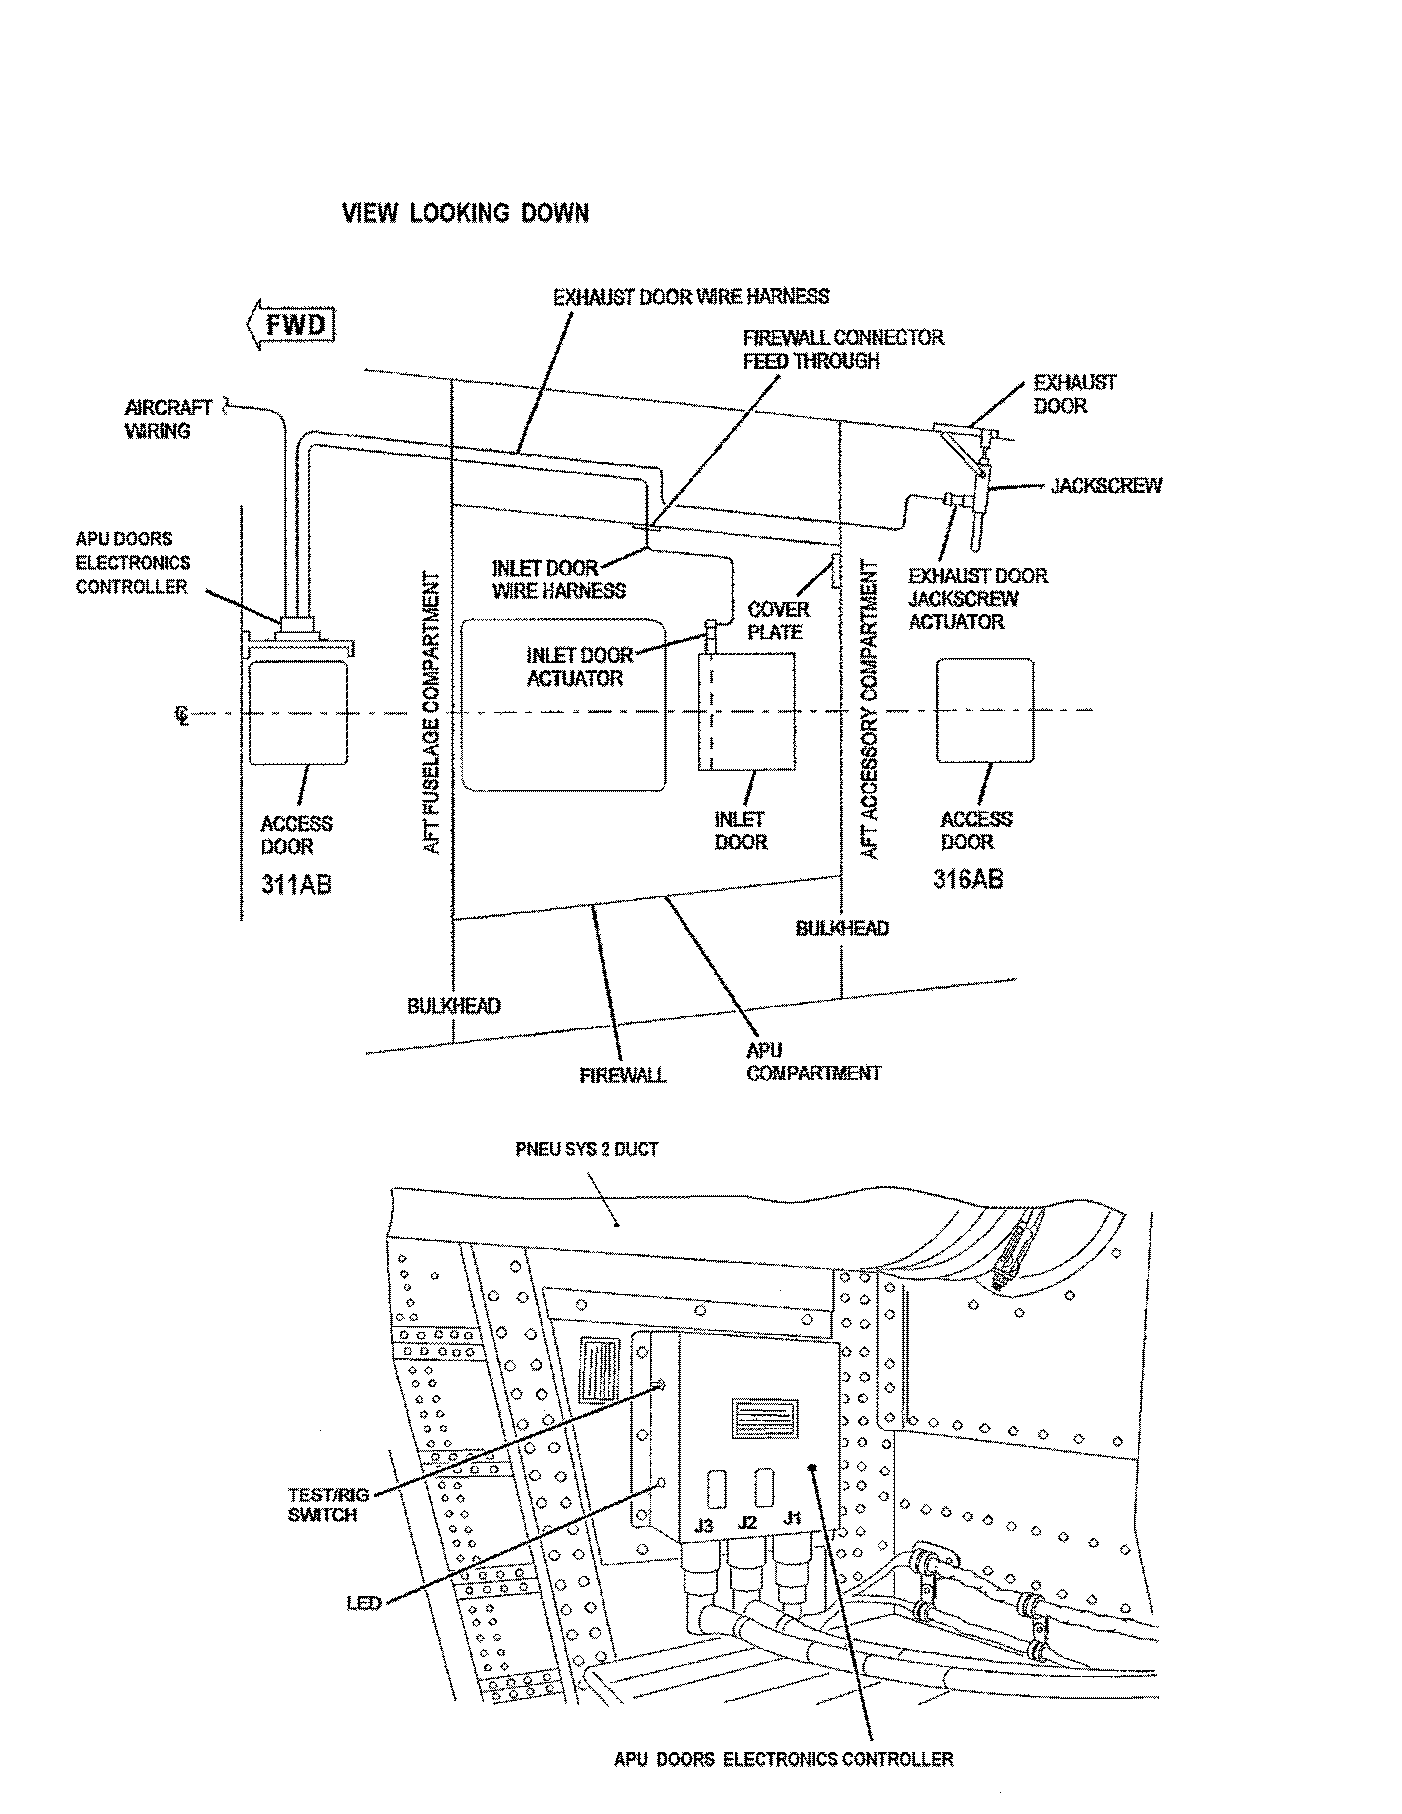 VIEW LOOKING DOWN
EXHAUST DOOR WIRE HARNESS
FWD
FIREWALL CONNECTOR
FEED THROUGH
EXHAUST
DOOR
AIRCRAFT
WIRING
JACKSCREW
APU DOORS
ELECTRONICS
CONTROLLER
INLET DOOR
WIRE HARNESS
EXHAUST DOOR
JACKSCREW
ACTUATOR
COVER
PLATE
INLET DOOR
ACTUATOR
AFT FUSELAGE COMPARTMENT
AFT ACCESSORY COMPARTMENT
℄
ACCESS
DOOR
311AB
INLET
DOOR
ACCESS
DOOR
316AB
BULKHEAD
BULKHEAD
APU
COMPARTMENT
FIREWALL
PNEU SYS 2 DUCT
TEST/RIG
SWITCH
J3
J2
J1
LED
APU DOORS ELECTRONICS CONTROLLER